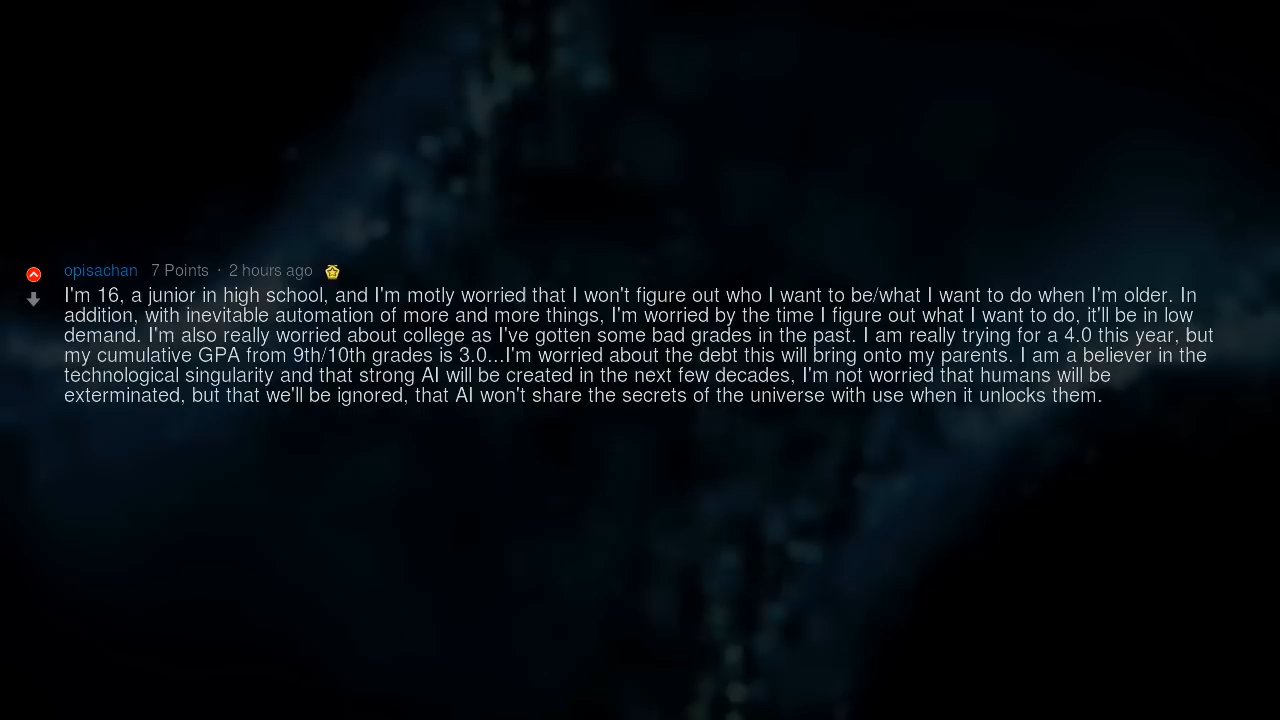 opisachan 7 Points · 2 hours ago
I'm 16, a junior in high school, and I'm motly worried that I won't figure out who I want to be/what I want to do when I'm older. In
addition, with inevitable automation of more and more things, I'm worried by the time I figure out what I want to do, it'll be in low
demand. I'm also really worried about college as I've gotten some bad grades in the past. I am really trying for a 4.0 this year, but
my cumulative GPA from 9th/10th grades is 3.0...I'm worried about the debt this will bring onto my parents. I am a believer in the
technological singularity and that strong AI will be created in the next few decades, I'm not worried that humans will be
exterminated, but that we'll be ignored, that AI won't share the secrets of the universe with use when it unlocks them.